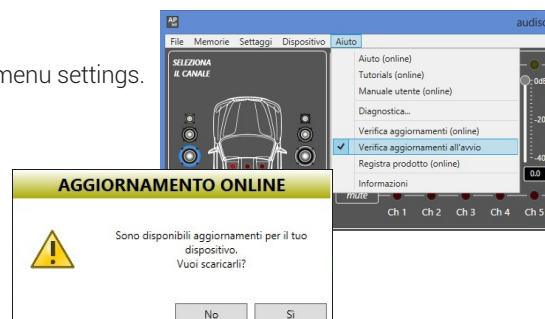 menu settings.
AP
audiso
File Memorie Settaggi Dispositivo Aiuto
SELEZIONA
IL CANALE
Aiuto (online)
Tutorials (online)
Manuale utente (online)
Diagnostica...
Verifica aggiornamenti (online)
✓ Verifica aggiornamenti all'avvio
Registra prodotto (online)
Informazioni
0dB
-20
-40
0.0
mute
Ch 1 Ch 2 Ch 3 Ch 4 Ch 5
AGGIORNAMENTO ONLINE
Sono disponibili aggiornamenti per il tuo
dispositivo.
Vuoi scaricarli?
No Sì